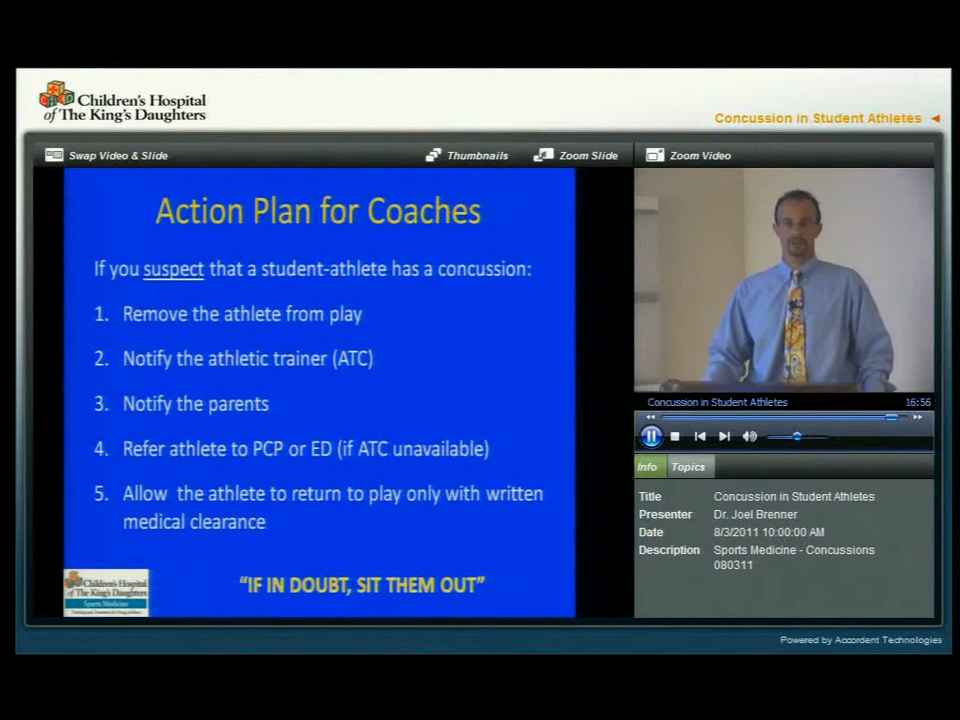 Children's Hospital
of The King's Daughters
Concussion in Student Athletes
Swap Video & Slide
Thumbnails
Zoom Slide
Zoom Video
Action Plan for Coaches
If you suspect that a student-athlete has a concussion:
1. Remove the athlete from play
2. Notify the athletic trainer (ATC)
3. Notify the parents
4. Refer athlete to PCP or ED (if ATC unavailable)
5. Allow the athlete to return to play only with written
medical clearance
Children's Hospital
of The King's Daughters
Sports Medicine
"IF IN DOUBT, SIT THEM OUT"
Concussion in Student Athletes 16:56
Info Topics
Title Concussion in Student Athletes
Presenter Dr. Joel Brenner
Date 8/3/2011 10:00:00 AM
Description Sports Medicine - Concussions
080311
Powered by Accordent Technologies